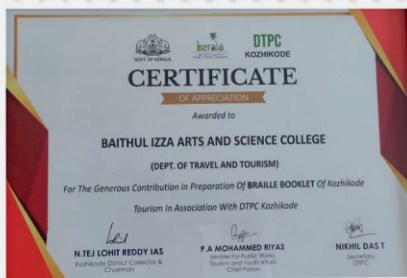 GOVT OF KERALA
kerala
DTPC
KOZHIKODE
CERTIFICATE
OF APPRECIATION
Awarded to
BAITHUL IZZA ARTS AND SCIENCE COLLEGE
(DEPT. OF TRAVEL AND TOURISM)
For The Generous Contribution In Preparation Of BRAILLE BOOKLET Of Kozhikode
Tourism In Association With DTPC Kozhikode
N.TEJ LOHIT REDDY IAS
Kozhikode District Collector &
Chairman
P.A MOHAMMED RIYAS
Minister For Public Works,
Tourism and Youth Affairs
Chief Patron
NIKHIL DAS T
Secretary
DTPC